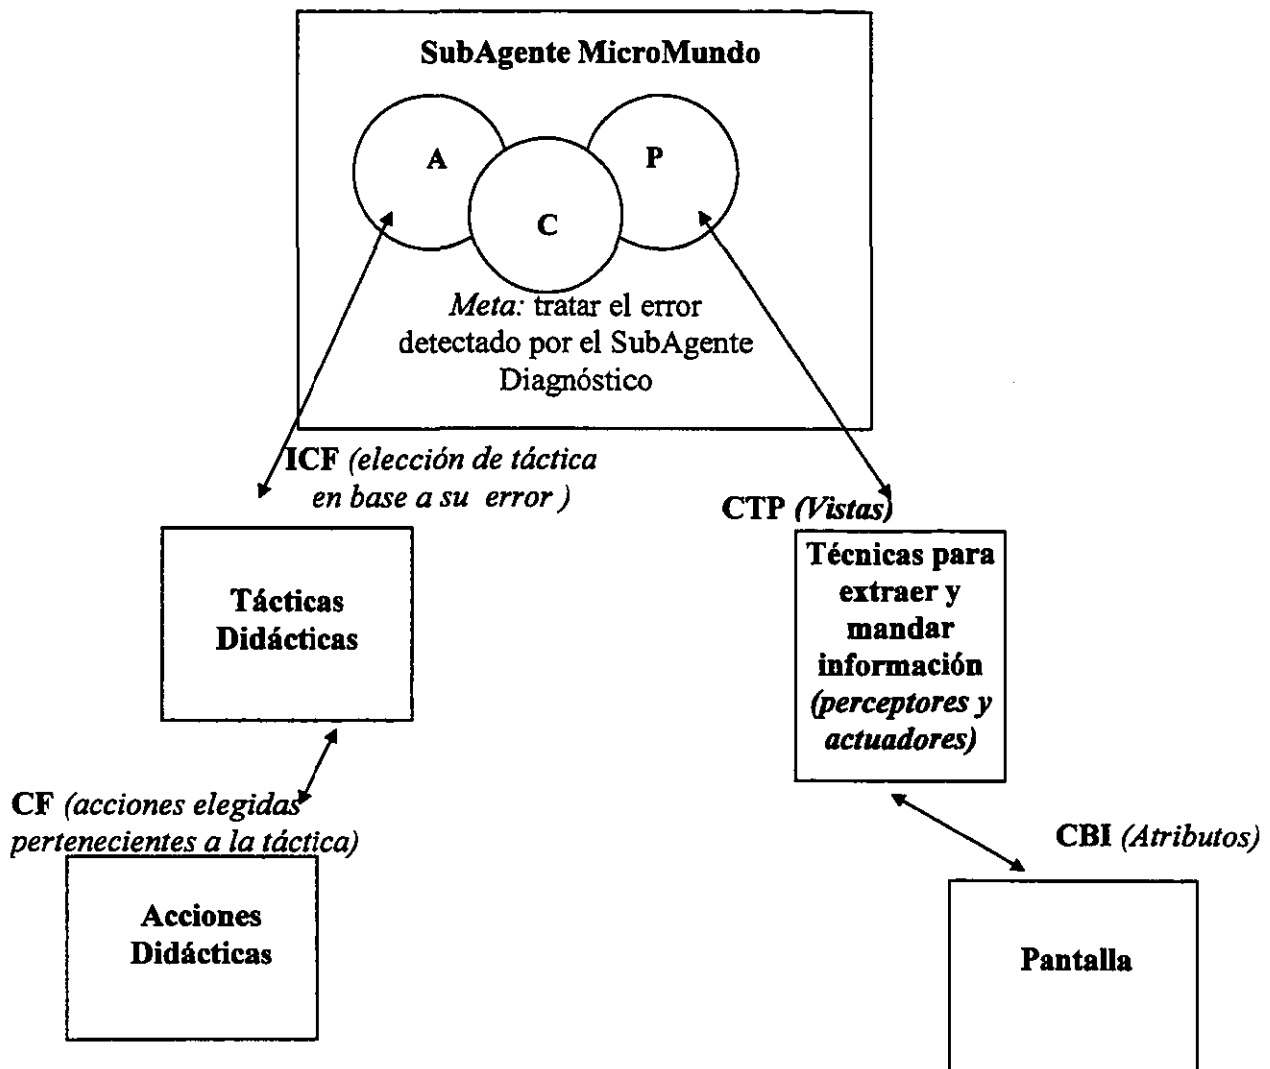 SubAgente MicroMundo
A
P
C
Meta: tratar el error
detectado por el SubAgente
Diagnóstico
ICF (elección de táctica
en base a su error )
CTP (Vistas)
Técnicas para
extraer y
mandar
información
(perceptores y
actuadores)
Tácticas
Didácticas
CF (acciones elegidas
pertenecientes a la táctica)
CBI (Atributos)
Acciones
Didácticas
Pantalla